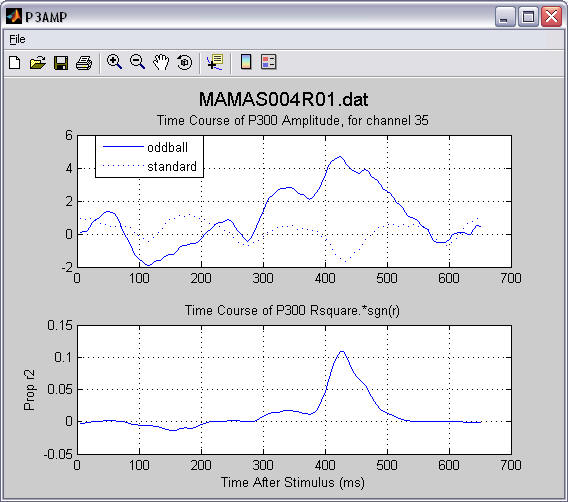 P3AMP
File
MAMAS004R01.dat
Time Course of P300 Amplitude, for channel 35
6
4
2
0
-2
oddball
standard
0 100 200 300 400 500 600 700
Time Course of P300 Rsquare.*sgn(r)
0.15
0.1
0.05
0
-0.05
Prop r2
0 100 200 300 400 500 600 700
Time After Stimulus (ms)